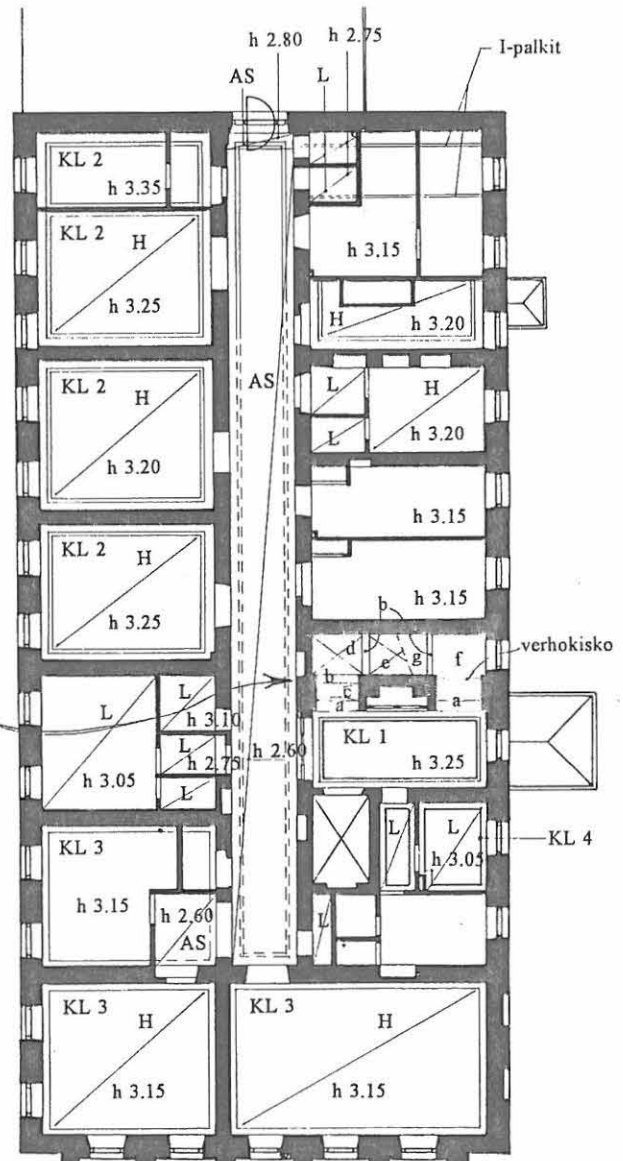 h 2.80
h 2.75
I-palkit
AS
L
KL 2
h 3.35
KL 2
H
h 3.25
h 3.15
H
h 3.20
KL 2
H
h 3.20
AS
L
H
L
h 3.20
KL 2
H
h 3.25
h 3.15
h 3.15
b
d
e
g
f
verhokisko
b
c
a
a
L
L
h 3.10
L
h 2.75
h 3.05
L
h 2.60
KL 1
h 3.25
KL 3
h 3.15
h 2.60
AS
L
L
h 3.05
KL 4
L
KL 3
H
h 3.15
KL 3
H
h 3.15